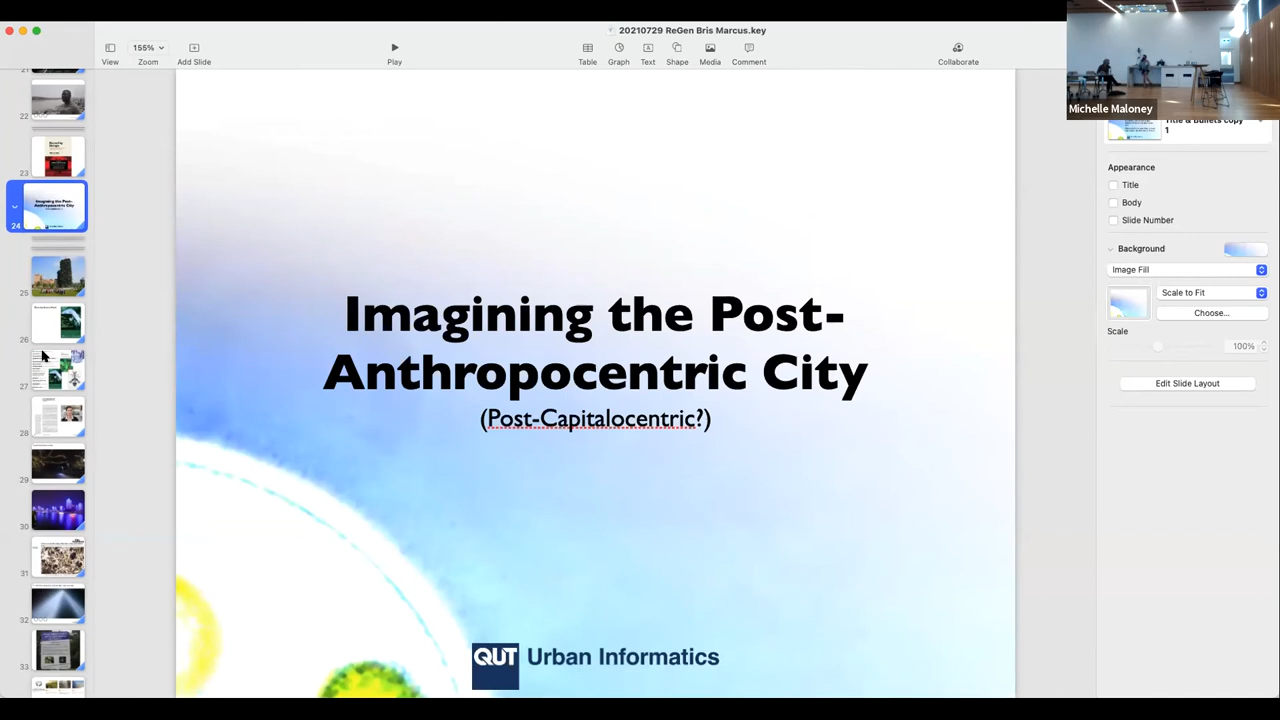 20210729 ReGen Bris Marcus.key
155%
View
Zoom
Add Slide
Play
Table
Graph
Text
Shape
Media
Comment
Collaborate
Michelle Maloney
22
23
24
25
26
27
28
29
30
31
32
33
Imagining the Post-
Anthropocentric City
(Post-Capitalocentric?)
QUT Urban Informatics
Title & Bullets copy
1
Appearance
Title
Body
Slide Number
Background
Image Fill
Scale to Fit
Choose...
Scale
100%
Edit Slide Layout